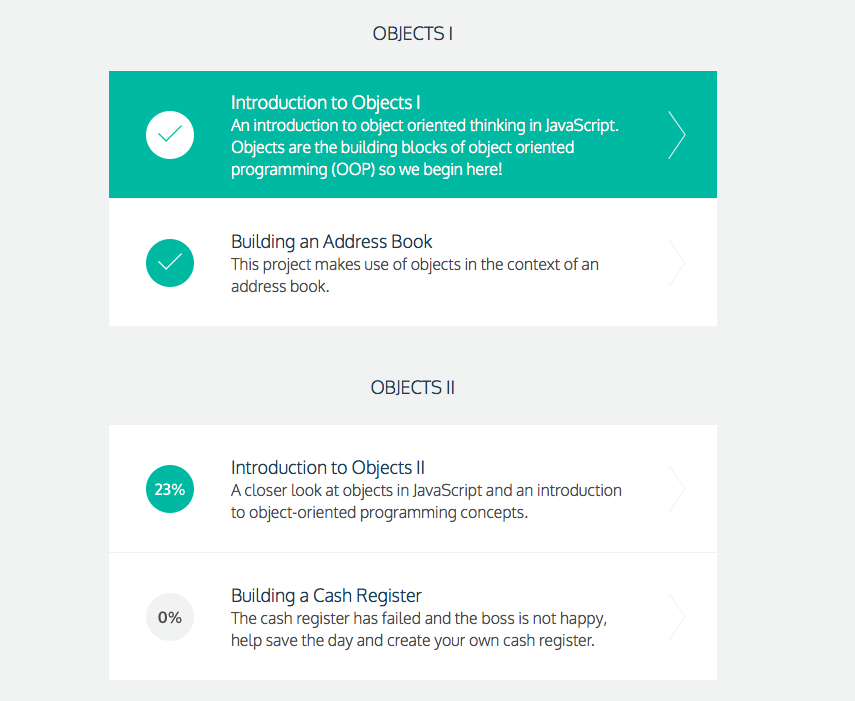 OBJECTS I
Introduction to Objects I
An introduction to object oriented thinking in JavaScript.
Objects are the building blocks of object oriented
programming (OOP) so we begin here!
Building an Address Book
This project makes use of objects in the context of an
address book.
OBJECTS II
23%
Introduction to Objects II
A closer look at objects in JavaScript and an introduction
to object-oriented programming concepts.
0%
Building a Cash Register
The cash register has failed and the boss is not happy,
help save the day and create your own cash register.